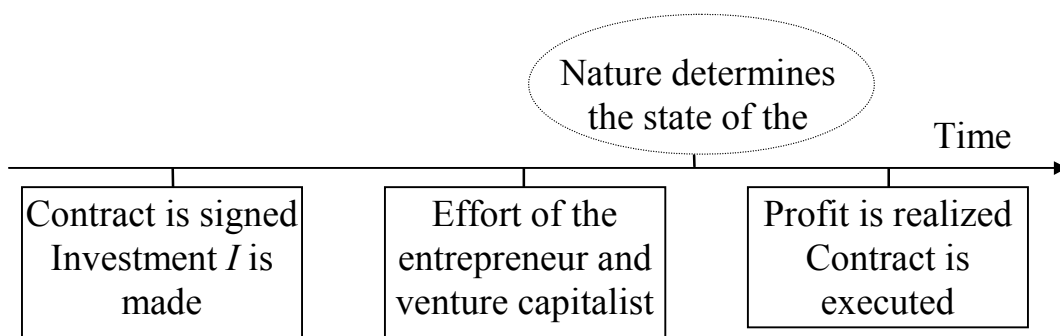 Nature determines
the state of the
Time
Contract is signed
Investment I is
made
Effort of the
entrepreneur and
venture capitalist
Profit is realized
Contract is
executed